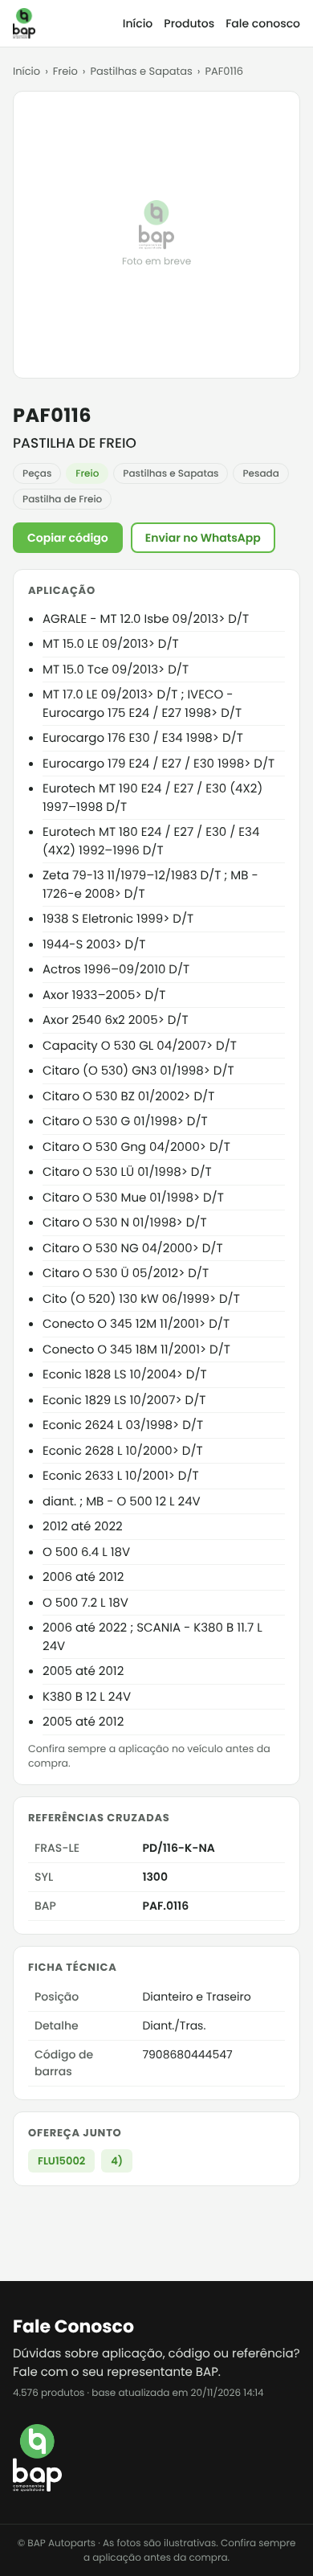 bap
Início Produtos Fale conosco
Início › Freio › Pastilhas e Sapatas › PAF0116
bap
Foto em breve
PAF0116
PASTILHA DE FREIO
Peças Freio Pastilhas e Sapatas Pesada
Pastilha de Freio
Copiar código Enviar no WhatsApp
APLICAÇÃO
AGRALE - MT 12.0 Isbe 09/2013> D/T
MT 15.0 LE 09/2013> D/T
MT 15.0 Tce 09/2013> D/T
MT 17.0 LE 09/2013> D/T ; IVECO -
Eurocargo 175 E24 / E27 1998> D/T
Eurocargo 176 E30 / E34 1998> D/T
Eurocargo 179 E24 / E27 / E30 1998> D/T
Eurotech MT 190 E24 / E27 / E30 (4X2)
1997–1998 D/T
Eurotech MT 180 E24 / E27 / E30 / E34
(4X2) 1992–1996 D/T
Zeta 79-13 11/1979–12/1983 D/T ; MB -
1726-e 2008> D/T
1938 S Eletronic 1999> D/T
1944-S 2003> D/T
Actros 1996–09/2010 D/T
Axor 1933–2005> D/T
Axor 2540 6x2 2005> D/T
Capacity O 530 GL 04/2007> D/T
Citaro (O 530) GN3 01/1998> D/T
Citaro O 530 BZ 01/2002> D/T
Citaro O 530 G 01/1998> D/T
Citaro O 530 Gng 04/2000> D/T
Citaro O 530 LÜ 01/1998> D/T
Citaro O 530 Mue 01/1998> D/T
Citaro O 530 N 01/1998> D/T
Citaro O 530 NG 04/2000> D/T
Citaro O 530 Ü 05/2012> D/T
Cito (O 520) 130 kW 06/1999> D/T
Conecto O 345 12M 11/2001> D/T
Conecto O 345 18M 11/2001> D/T
Econic 1828 LS 10/2004> D/T
Econic 1829 LS 10/2007> D/T
Econic 2624 L 03/1998> D/T
Econic 2628 L 10/2000> D/T
Econic 2633 L 10/2001> D/T
diant. ; MB - O 500 12 L 24V
2012 até 2022
O 500 6.4 L 18V
2006 até 2012
O 500 7.2 L 18V
2006 até 2022 ; SCANIA - K380 B 11.7 L
24V
2005 até 2012
K380 B 12 L 24V
2005 até 2012
Confira sempre a aplicação no veículo antes da
compra.
REFERÊNCIAS CRUZADAS
FRAS-LE PD/116-K-NA
SYL 1300
BAP PAF.0116
FICHA TÉCNICA
Posição Dianteiro e Traseiro
Detalhe Diant./Tras.
Código de
barras 7908680444547
OFEREÇA JUNTO
FLU15002 4)
Fale Conosco
Dúvidas sobre aplicação, código ou referência?
Fale com o seu representante BAP.
4.576 produtos · base atualizada em 20/11/2026 14:14
bap
componentes
de qualidade
© BAP Autoparts · As fotos são ilustrativas. Confira sempre
a aplicação antes da compra.